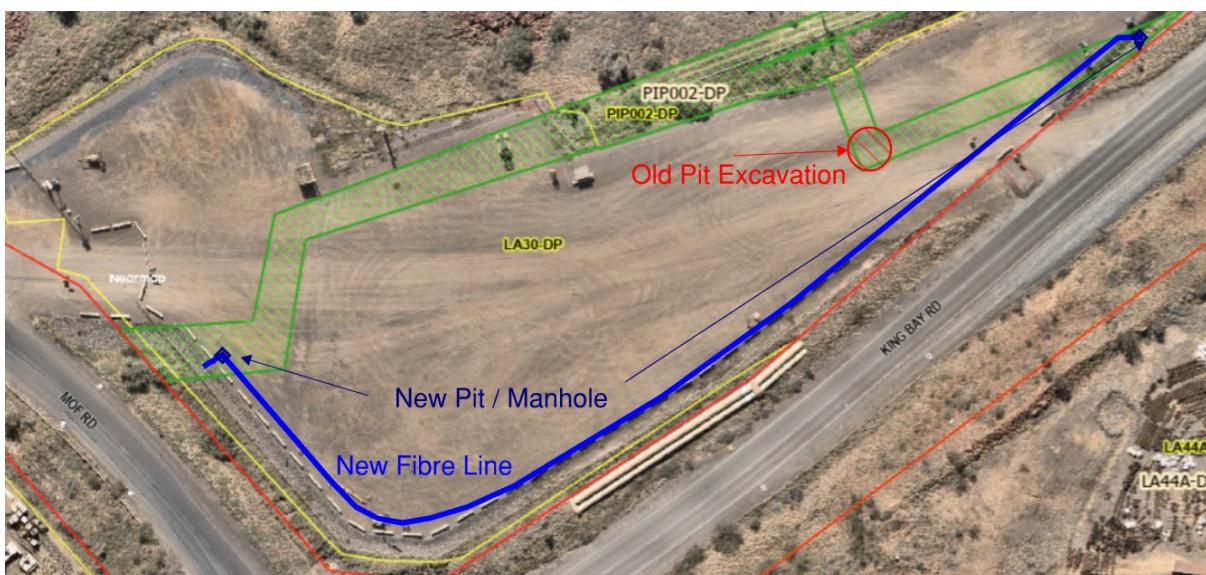 PIP002-DP
PIP002-DP
Old Pit Excavation
LA30-DP
Nearmap
KING BAY RD
New Pit / Manhole
MOF RD
New Fibre Line
LA44A
LA44A-D